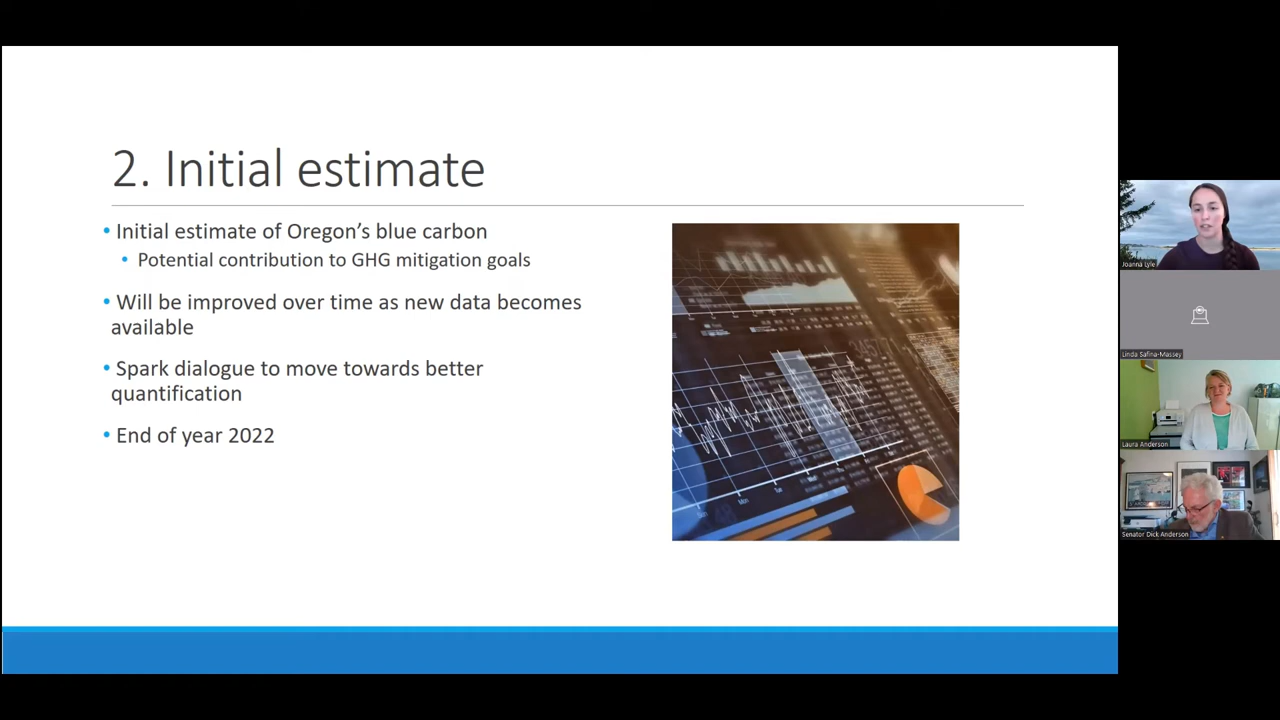 2. Initial estimate
• Initial estimate of Oregon's blue carbon
• Potential contribution to GHG mitigation goals
• Will be improved over time as new data becomes
available
• Spark dialogue to move towards better
quantification
• End of year 2022
Mon
Tue
Joanna Lyle
Linda Safina-Massey
Laura Anderson
Senator Dick Anderson